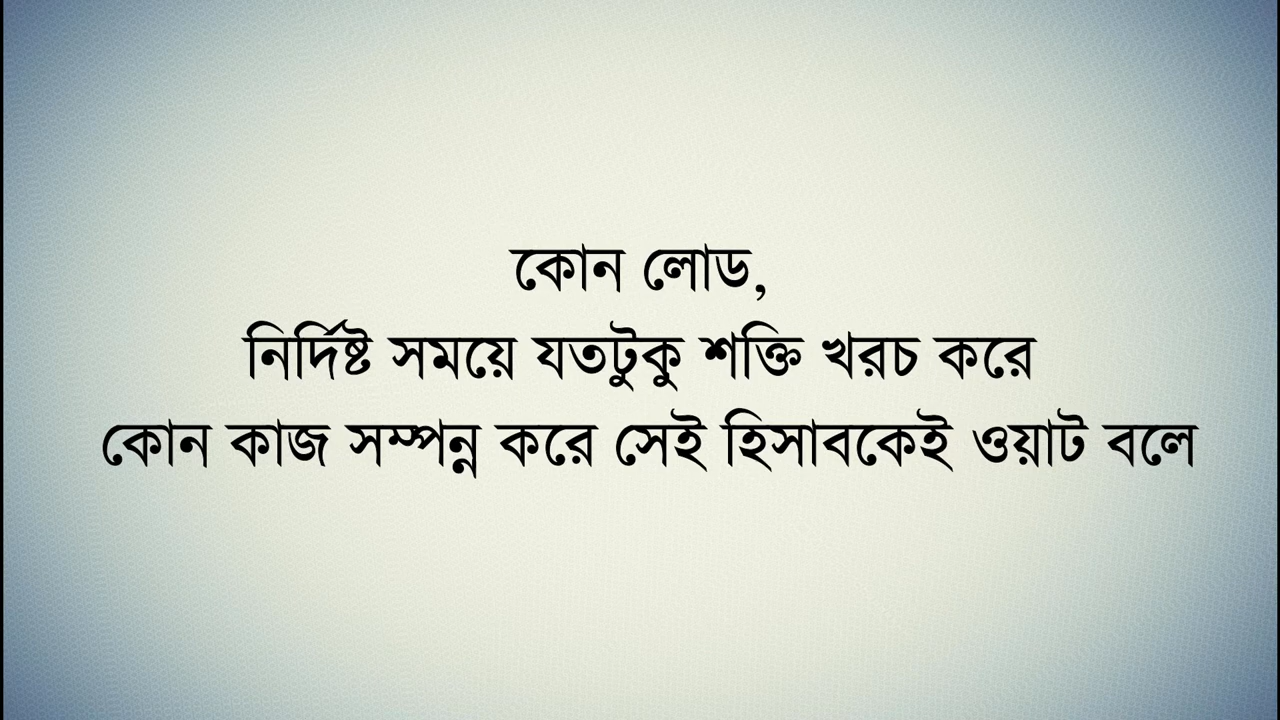 কোন লোড,
নির্দিষ্ট সময়ে যতটুকু শক্তি খরচ করে
কোন কাজ সম্পন্ন করে সেই হিসাবকেই ওয়াট বলে